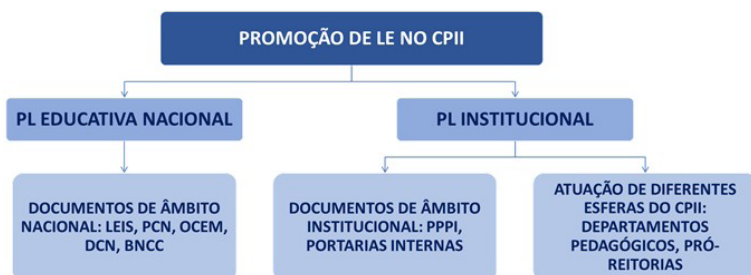 PROMOÇÃO DE LE NO CPII
PL EDUCATIVA NACIONAL
PL INSTITUCIONAL
DOCUMENTOS DE ÂMBITO
NACIONAL: LEIS, PCN, OCEM,
DCN, BNCC
DOCUMENTOS DE ÂMBITO
INSTITUCIONAL: PPPI,
PORTARIAS INTERNAS
ATUAÇÃO DE DIFERENTES
ESFERAS DO CPII:
DEPARTAMENTOS
PEDAGÓGICOS, PRÓ-
REITORIAS